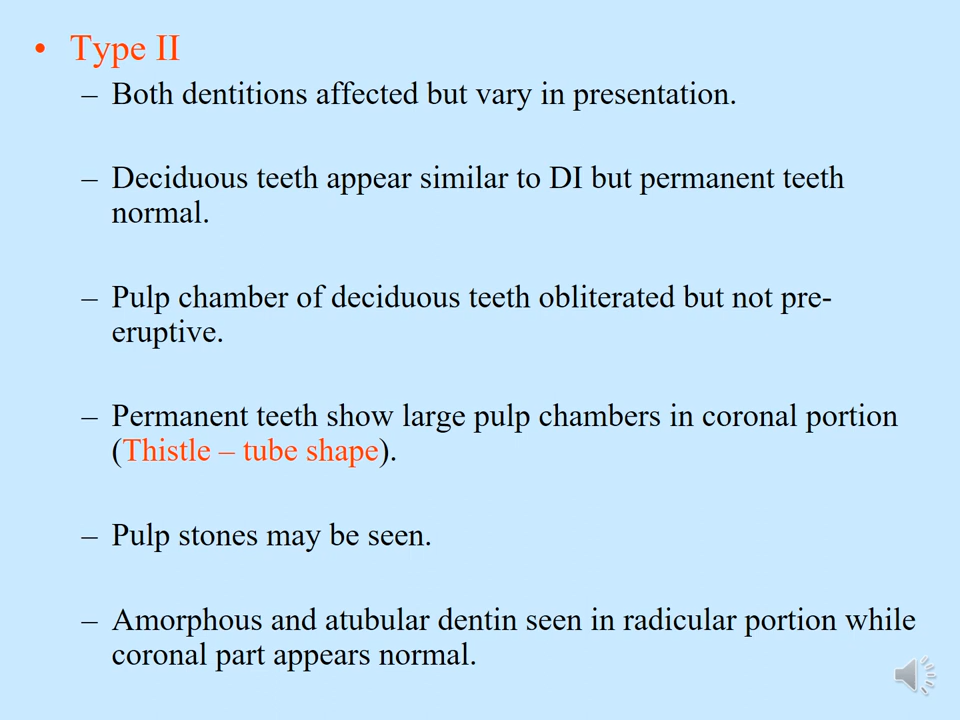 • Type II
– Both dentitions affected but vary in presentation.
– Deciduous teeth appear similar to DI but permanent teeth
normal.
– Pulp chamber of deciduous teeth obliterated but not pre-
eruptive.
– Permanent teeth show large pulp chambers in coronal portion
(Thistle – tube shape).
– Pulp stones may be seen.
– Amorphous and atubular dentin seen in radicular portion while
coronal part appears normal.